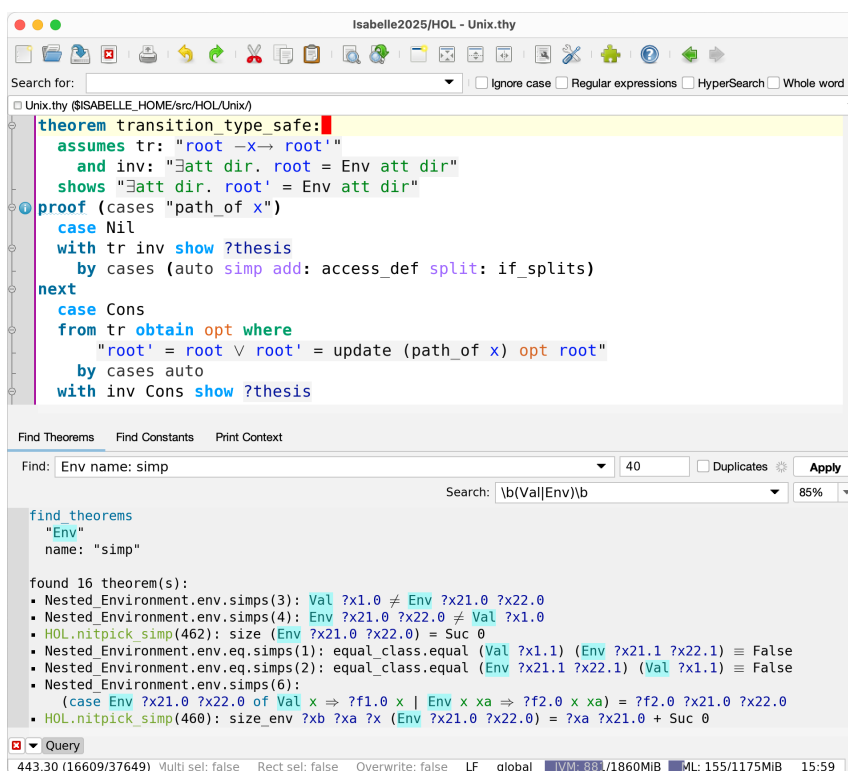 Isabelle2025/HOL - Unix.thy
Search for: Ignore case Regular expressions HyperSearch Whole word
Unix.thy ($ISABELLE_HOME/src/HOL/Unix/)
theorem transition_type_safe:
assumes tr: "root −x→ root'"
and inv: "∃att dir. root = Env att dir"
shows "∃att dir. root' = Env att dir"
proof (cases "path_of x")
case Nil
with tr inv show ?thesis
by cases (auto simp add: access_def split: if_splits)
next
case Cons
from tr obtain opt where
"root' = root ∨ root' = update (path_of x) opt root"
by cases auto
with inv Cons show ?thesis
Find Theorems Find Constants Print Context
Find: Env name: simp 40 Duplicates Apply
Search: \b(Val|Env)\b 85%
find_theorems
"Env"
name: "simp"
found 16 theorem(s):
▪ Nested_Environment.env.simps(3): Val ?x1.0 ≠ Env ?x21.0 ?x22.0
▪ Nested_Environment.env.simps(4): Env ?x21.0 ?x22.0 ≠ Val ?x1.0
▪ HOL.nitpick_simp(462): size (Env ?x21.0 ?x22.0) = Suc 0
▪ Nested_Environment.env.eq.simps(1): equal_class.equal (Val ?x1.1) (Env ?x21.1 ?x22.1) ≡ False
▪ Nested_Environment.env.eq.simps(2): equal_class.equal (Env ?x21.1 ?x22.1) (Val ?x1.1) ≡ False
▪ Nested_Environment.env.simps(6):
(case Env ?x21.0 ?x22.0 of Val x ⇒ ?f1.0 x | Env x xa ⇒ ?f2.0 x xa) = ?f2.0 ?x21.0 ?x22.0
▪ HOL.nitpick_simp(460): size_env ?xb ?xa ?x (Env ?x21.0 ?x22.0) = ?xa ?x21.0 + Suc 0
Query
443,30 (16609/37649) Multi sel: false Rect sel: false Overwrite: false LF global JVM: 881/1860MiB ML: 155/1175MiB 15:59